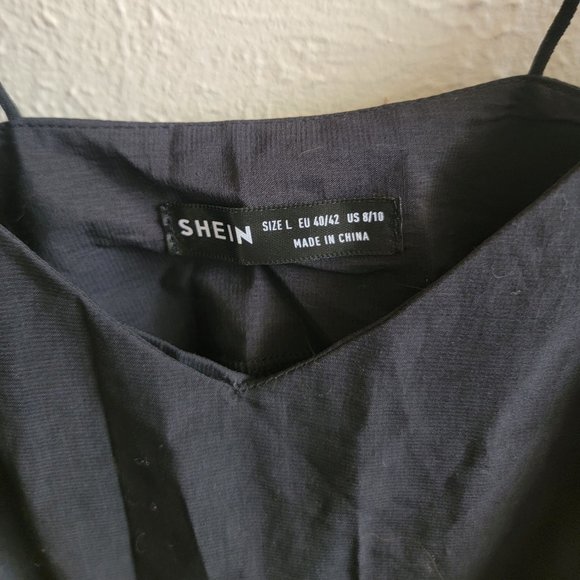 SHEIN SIZE L EU 40/42 US 8/10
MADE IN CHINA